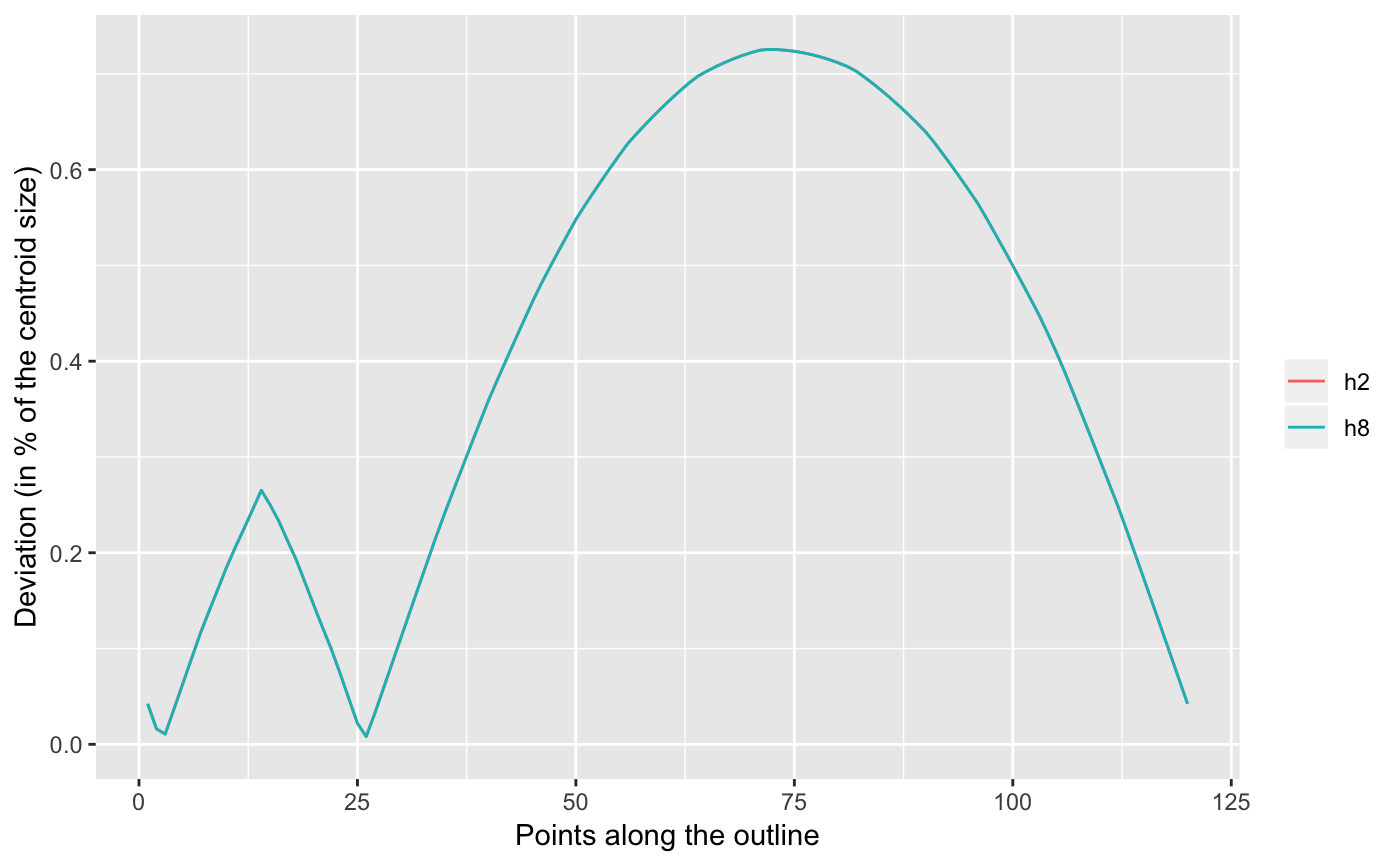 Deviation (in % of the centroid size)
0.6
0.4
0.2
0.0
0 25 50 75 100 125
Points along the outline
h2
h8